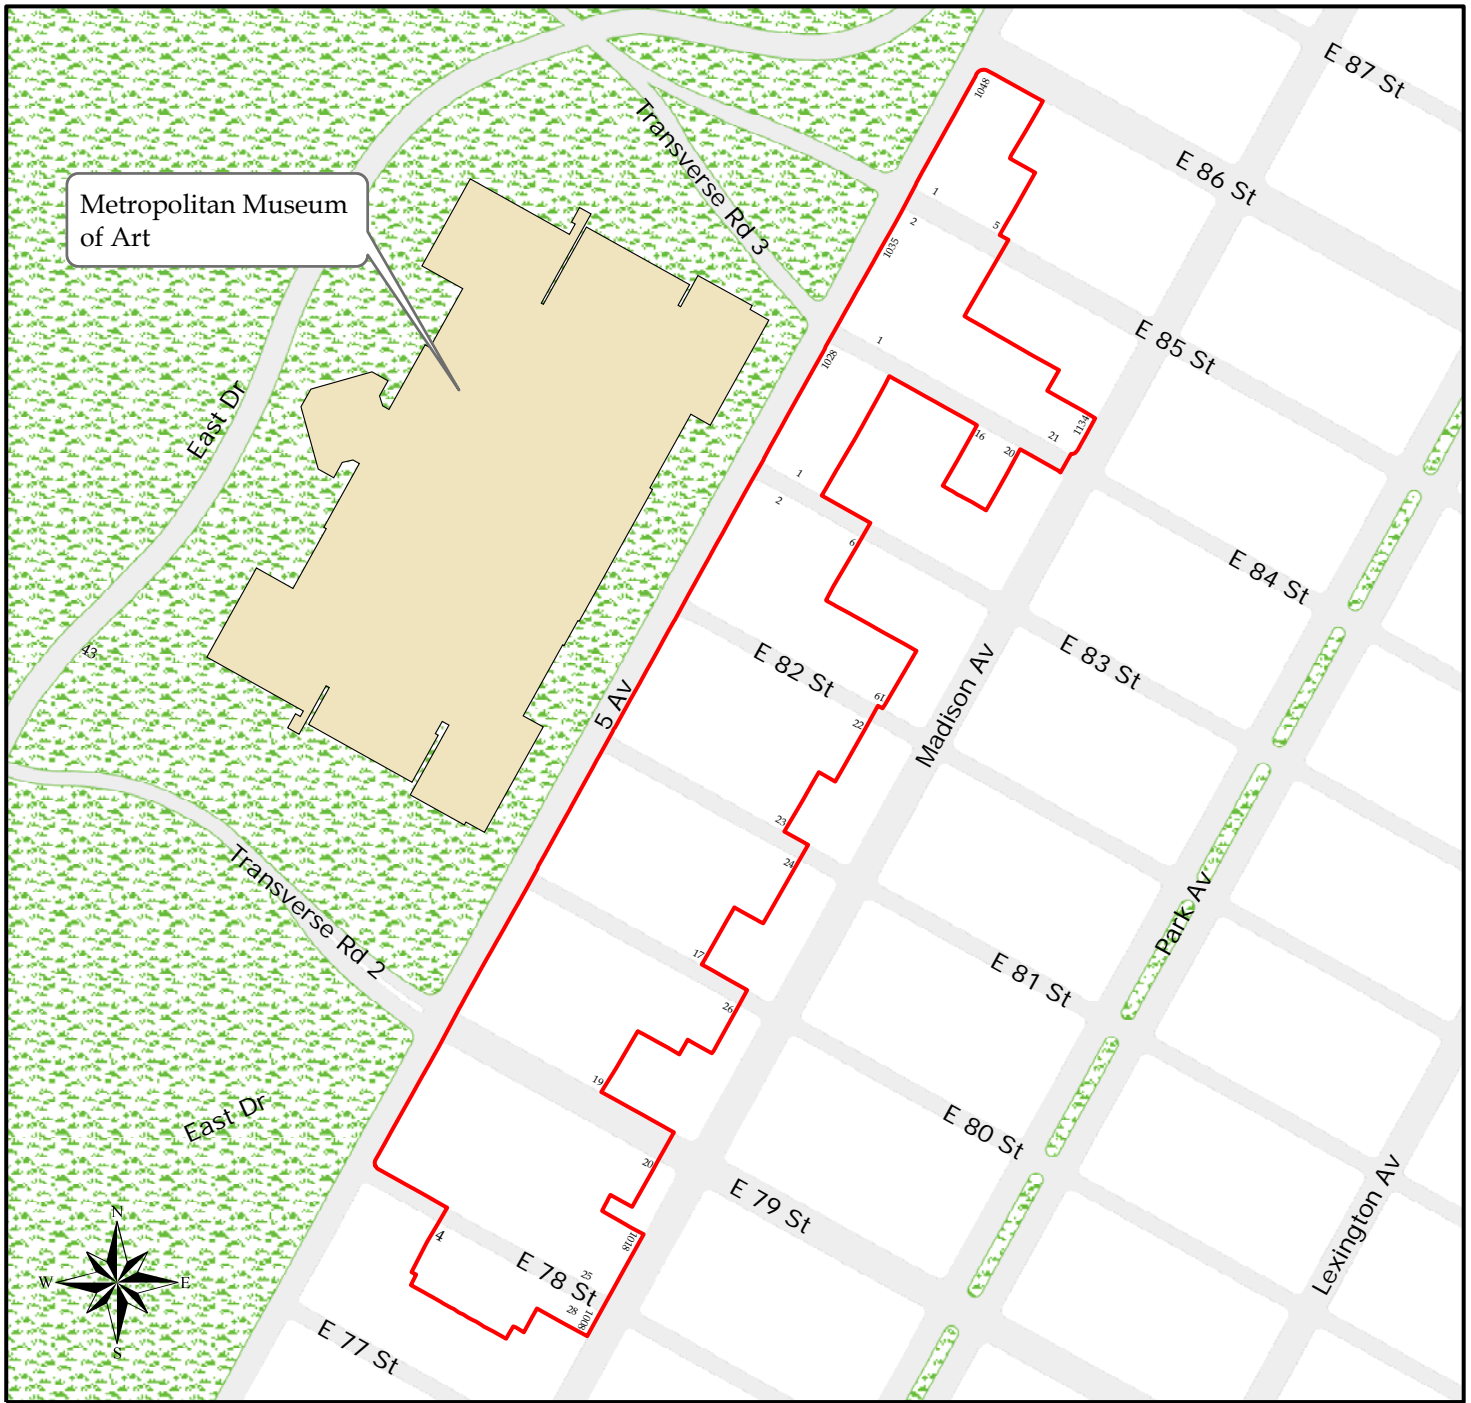 E 87 St
1048
Transverse Rd 3
E 86 St
Metropolitan Museum
of Art
1
5
2
1035
E 85 St
1
1028
East Dr
16
20
21
1134
1
2
6
E 84 St
E 83 St
43
E 82 St
19
22
5 Av
Madison Av
23
24
Transverse Rd 2
Park Av
17
E 81 St
26
19
East Dr
E 80 St
20
E 79 St
Lexington Av
N
W
E
S
4
1018
E 78 St
25
28
1008
E 77 St